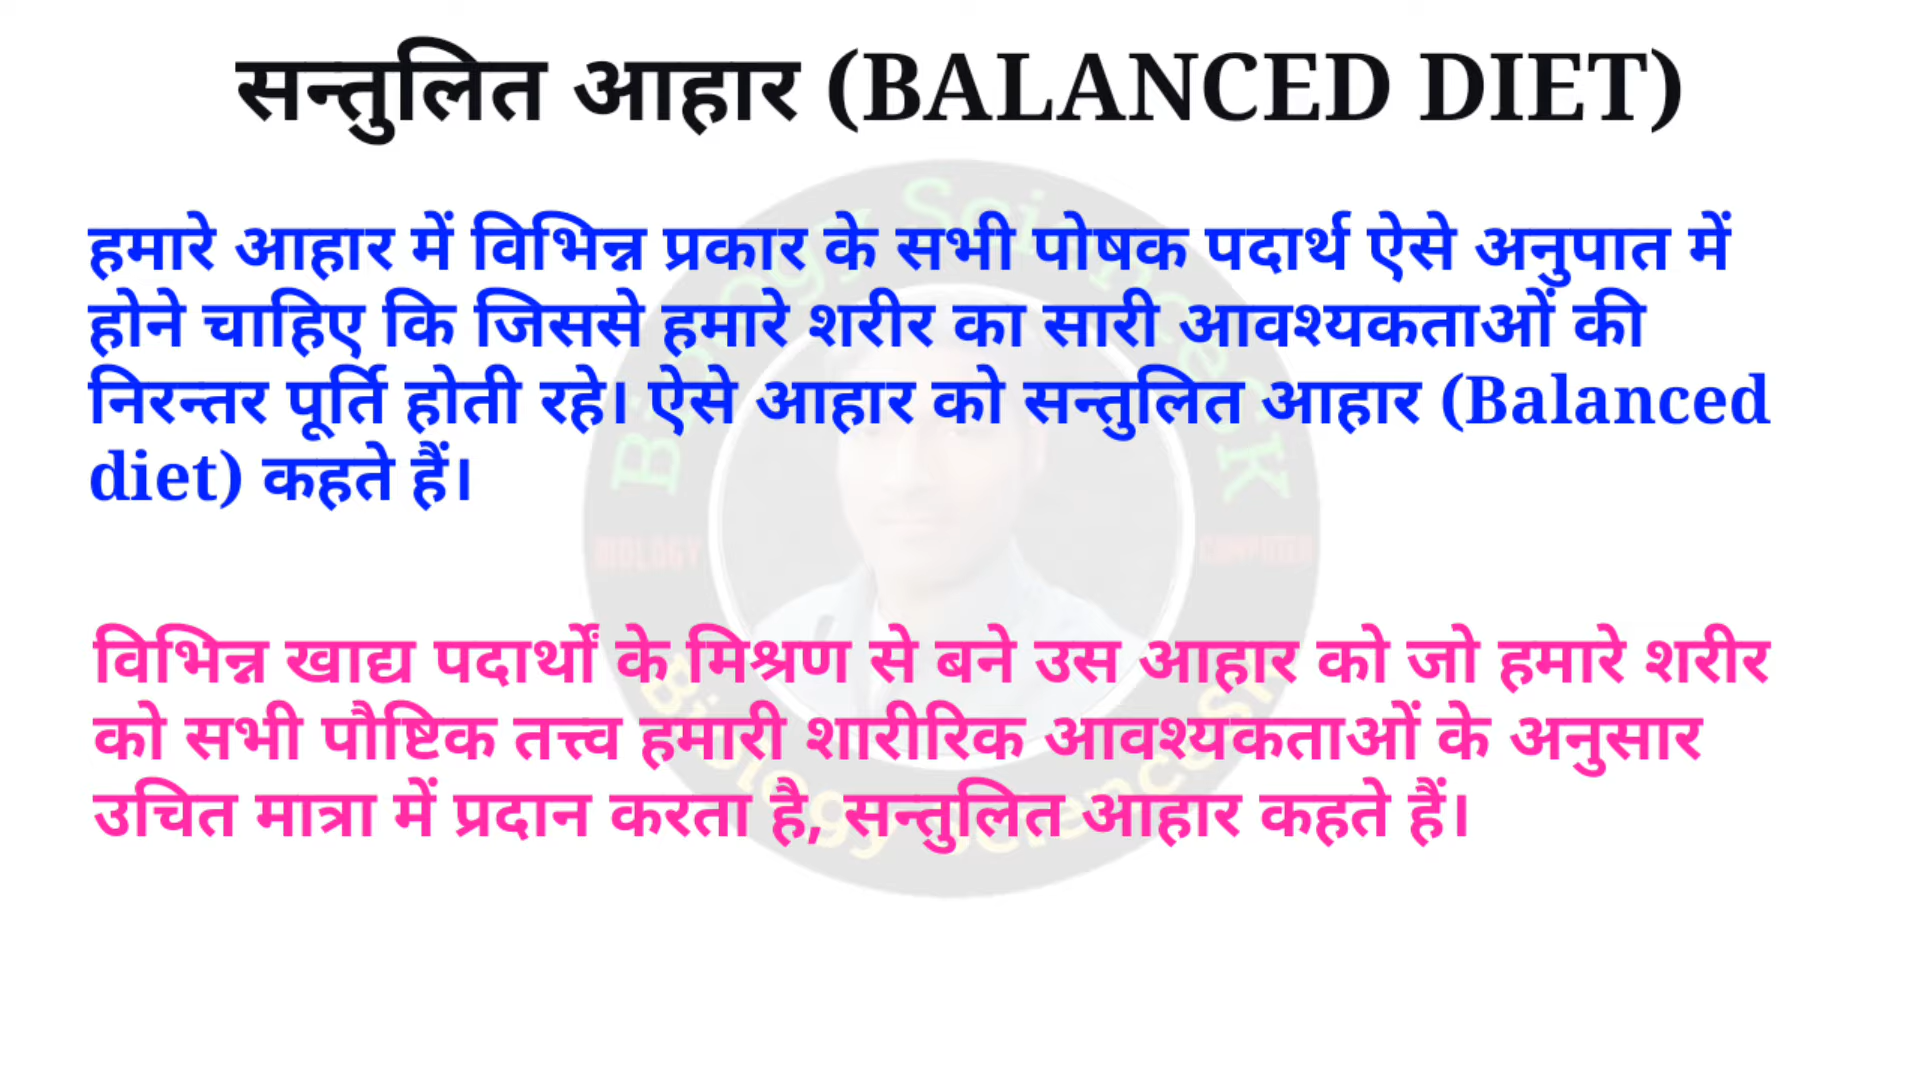 सन्तुलित आहार (BALANCED DIET)
हमारे आहार में विभिन्न प्रकार के सभी पोषक पदार्थ ऐसे अनुपात में
होने चाहिए कि जिससे हमारे शरीर का सारी आवश्यकताओं की
निरन्तर पूर्ति होती रहे। ऐसे आहार को सन्तुलित आहार (Balanced
diet) कहते हैं।
BIOLOGY
COMPUTER
विभिन्न खाद्य पदार्थों के मिश्रण से बने उस आहार को जो हमारे शरीर
को सभी पौष्टिक तत्त्व हमारी शारीरिक आवश्यकताओं के अनुसार
उचित मात्रा में प्रदान करता है, सन्तुलित आहार कहते हैं।